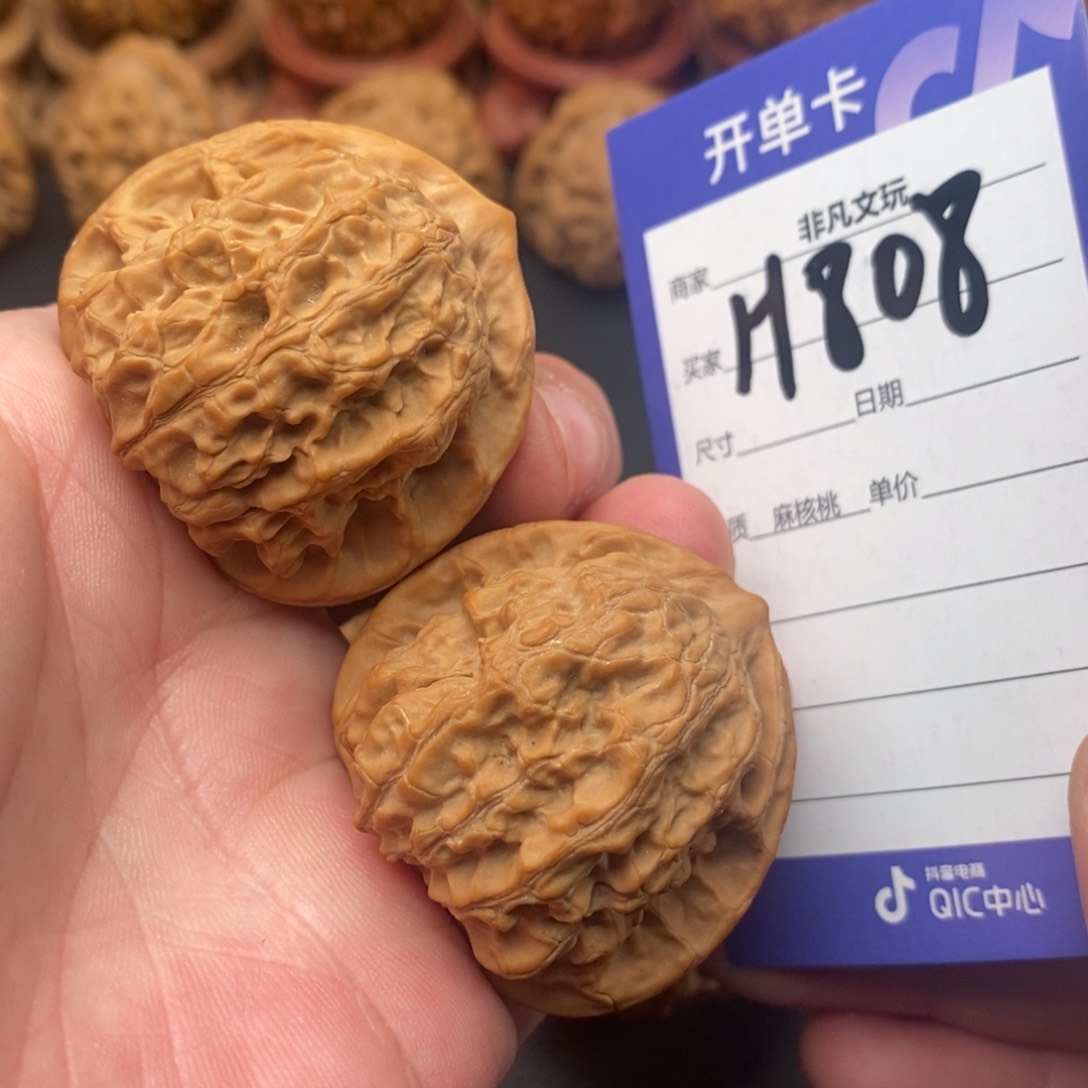 开单卡
商家 非凡文玩
H808
买家
尺寸 日期
质 麻核桃 单价
抖音电商
QIC中心